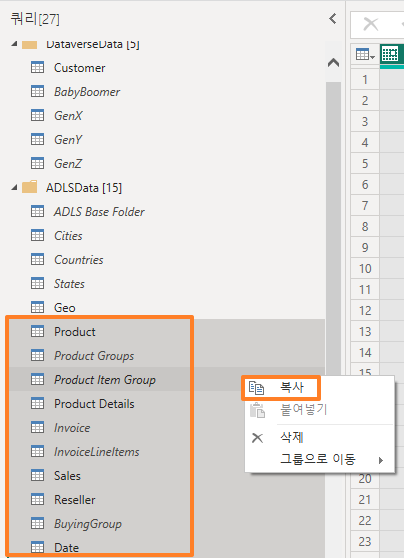 쿼리[27]
DataverseData [5]
Customer
BabyBoomer
GenX
GenY
GenZ
ADLSData [15]
ADLS Base Folder
Cities
Countries
States
Geo
Product
Product Groups
Product Item Group
Product Details
Invoice
InvoiceLineItems
Sales
Reseller
BuyingGroup
Date
복사
붙여넣기
삭제
그룹으로 이동
1
2
3
4
5
6
7
8
9
10
11
12
13
14
15
20
21
22
23